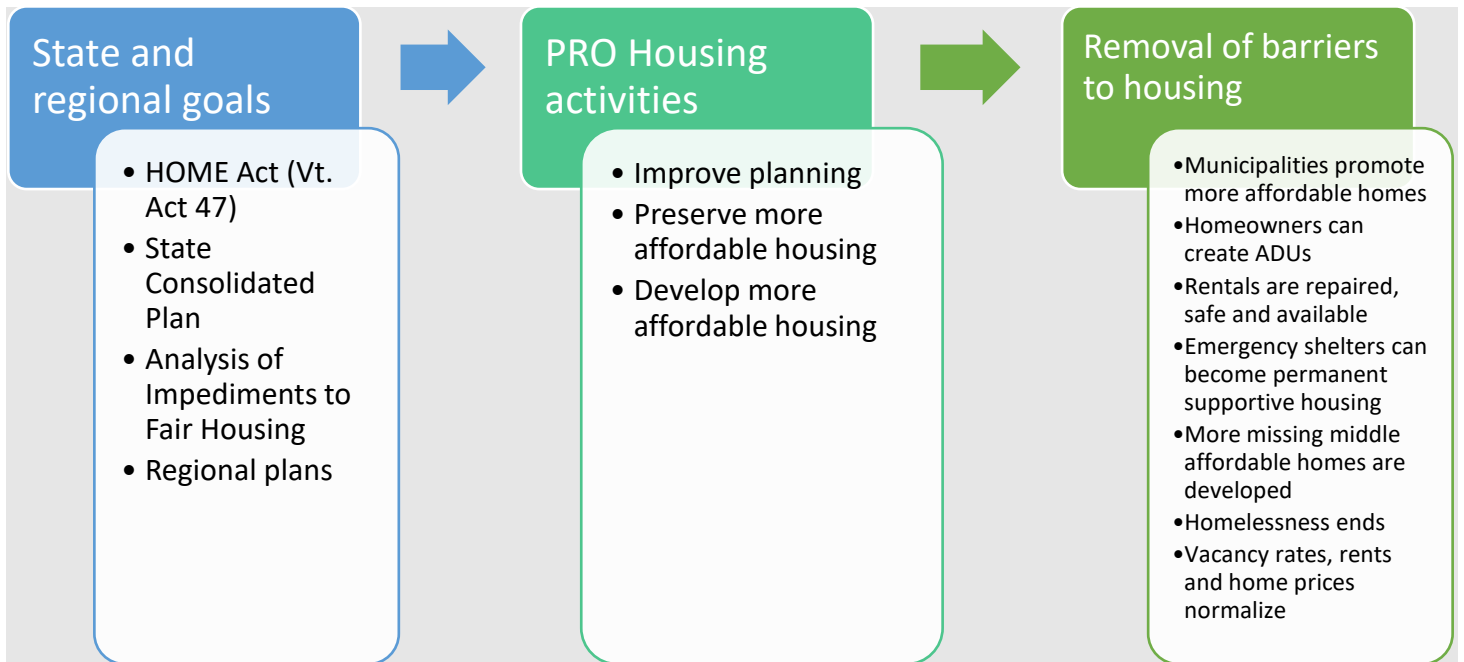 State and
regional goals
• HOME Act (Vt.
Act 47)
• State
Consolidated
Plan
• Analysis of
Impediments to
Fair Housing
• Regional plans
PRO Housing
activities
• Improve planning
• Preserve more
affordable housing
• Develop more
affordable housing
Removal of barriers
to housing
•Municipalities promote
more affordable homes
•Homeowners can
create ADUs
•Rentals are repaired,
safe and available
•Emergency shelters can
become permanent
supportive housing
•More missing middle
affordable homes are
developed
•Homelessness ends
•Vacancy rates, rents
and home prices
normalize